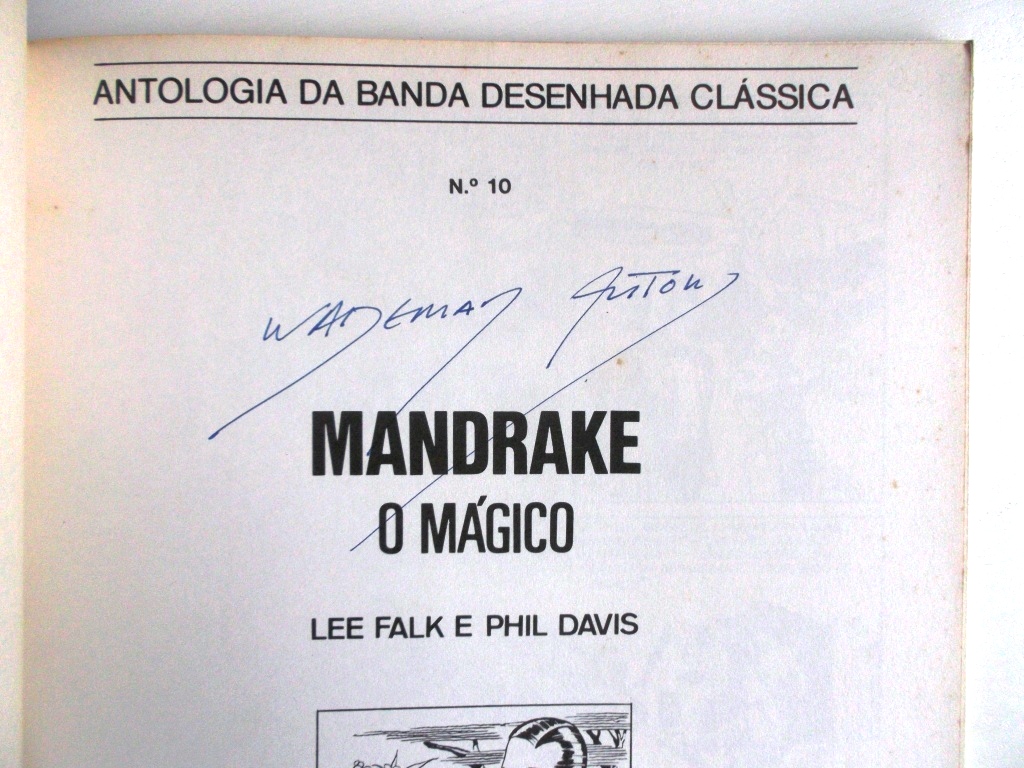 ANTOLOGIA DA BANDA DESENHADA CLÁSSICA
N.º 10
MANDRAKE
O MÁGICO
LEE FALK E PHIL DAVIS